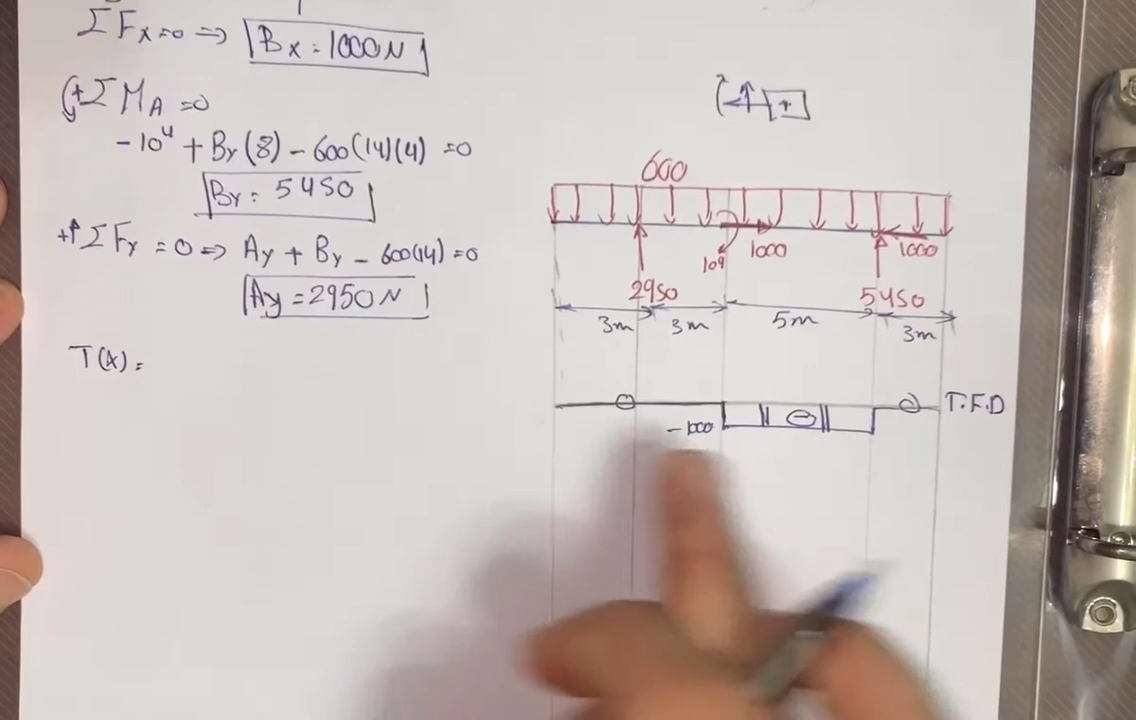 ΣFx=0 => Bx = 1000N
(+ΣMA=0
-10⁴ + By(8) - 600(14)(4) =0
By = 5450
+↑ΣFy = 0 => Ay + By - 600(14) =0
Ay = 2950 N
T(x) =
+
600
10⁴
1000
1000
2950
5450
3m
3m
5m
3m
-1000
T.F.D